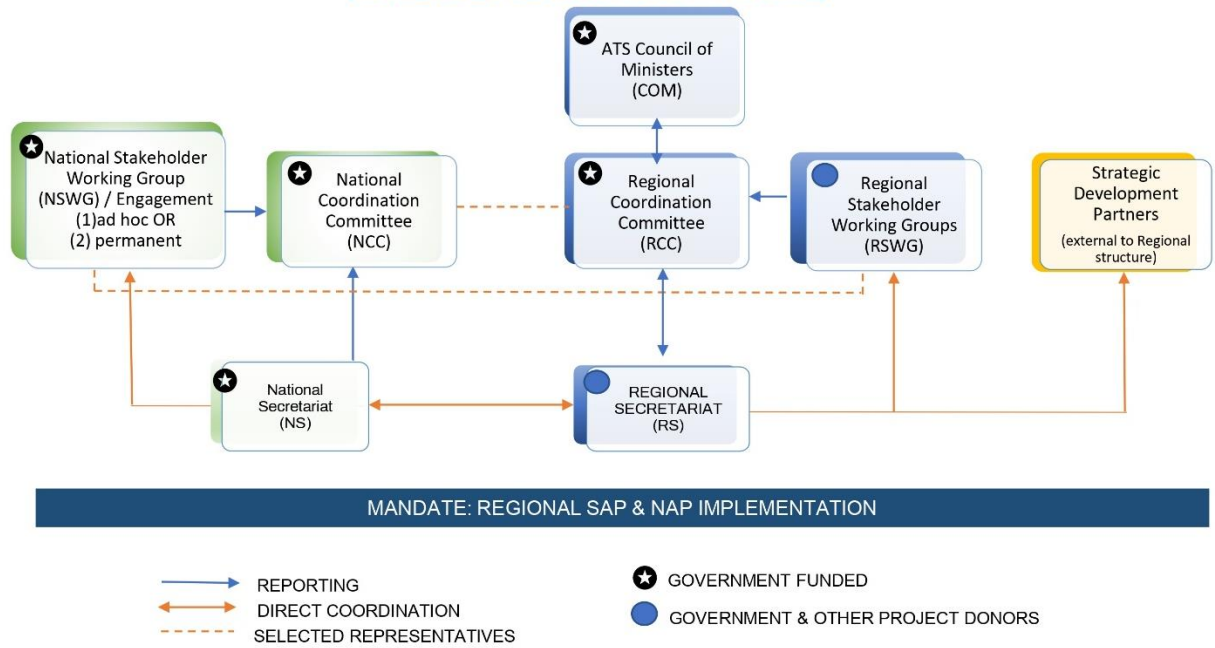 ATS Council of
Ministers
(COM)
National Stakeholder
Working Group
(NSWG) / Engagement
(1)ad hoc OR
(2) permanent
National
Coordination
Committee
(NCC)
Regional
Coordination
Committee
(RCC)
Regional
Stakeholder
Working Groups
(RSWG)
Strategic
Development
Partners
(external to Regional
structure)
National
Secretariat
(NS)
REGIONAL
SECRETARIAT
(RS)
MANDATE: REGIONAL SAP & NAP IMPLEMENTATION
REPORTING
DIRECT COORDINATION
SELECTED REPRESENTATIVES
GOVERNMENT FUNDED
GOVERNMENT & OTHER PROJECT DONORS